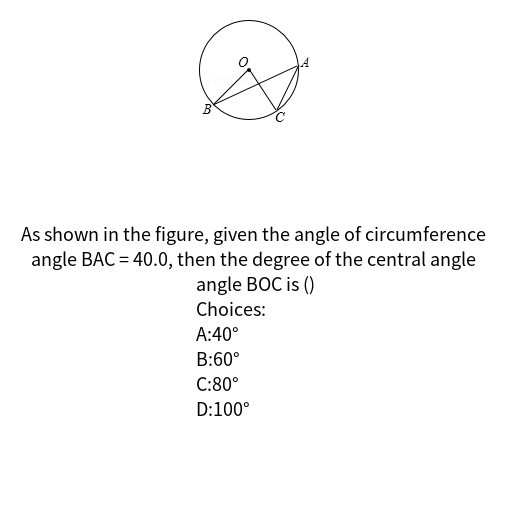 O
A
B
C
As shown in the figure, given the angle of circumference
angle BAC = 40.0, then the degree of the central angle
angle BOC is ()
Choices:
A:40°
B:60°
C:80°
D:100°